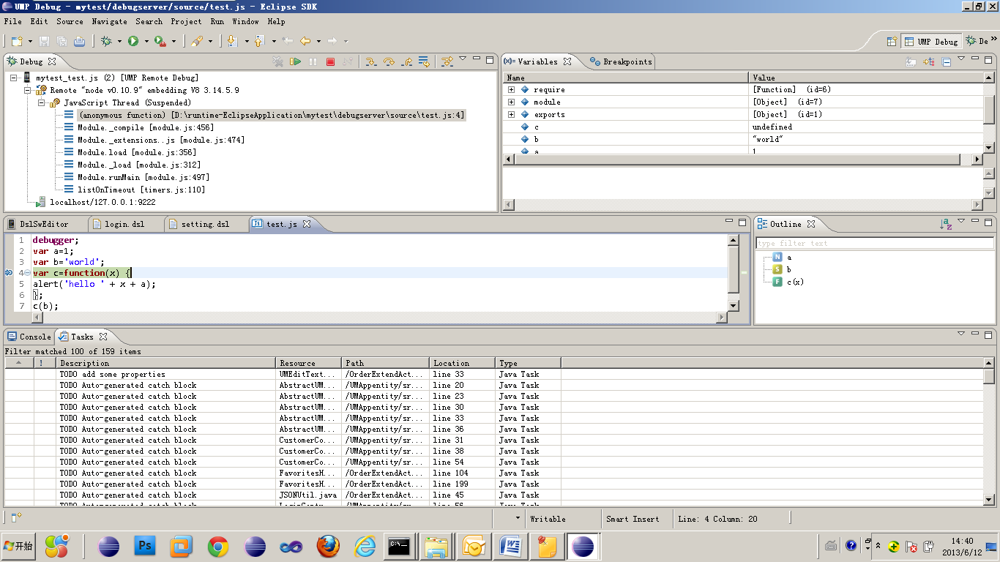 UMP Debug - mytest/debugserver/source/test.js - Eclipse SDK
File Edit Source Navigate Search Project Run Window Help
UMP Debug De »
Debug
mytest_test.js (2) [UMP Remote Debug]
Remote "node v0.10.9" embedding V8 3.14.5.9
JavaScript Thread (Suspended)
(anonymous function) [D:\runtime-EclipseApplication\mytest\debugserver\source\test.js:4]
Module._compile [module.js:456]
Module._extensions..js [module.js:474]
Module.load [module.js:356]
Module._load [module.js:312]
Module.runMain [module.js:497]
listOnTimeout [timers.js:110]
localhost/127.0.0.1:9222
(x)= Variables Breakpoints
Name Value
require [Function] (id=6)
module [Object] (id=7)
exports [Object] (id=1)
c undefined
b "world"
a 1
DslSwEditor login.dsl setting.dsl test.js
1 debugger;
2 var a=1;
3 var b='world';
4 var c=function(x) {
5 alert('hello ' + x + a);
6 };
7 c(b);
Outline
type filter text
N a
S b
F c(x)
Console Tasks
Filter matched 100 of 159 items
! Description Resource Path Location Type
TODO add some properties UMEditText... /OrderExtendAct... line 33 Java Task
TODO Auto-generated catch block AbstractUM... /UMAppentity/sr... line 20 Java Task
TODO Auto-generated catch block AbstractUM... /UMAppentity/sr... line 23 Java Task
TODO Auto-generated catch block AbstractUM... /UMAppentity/sr... line 30 Java Task
TODO Auto-generated catch block AbstractUM... /UMAppentity/sr... line 33 Java Task
TODO Auto-generated catch block AbstractUM... /UMAppentity/sr... line 36 Java Task
TODO Auto-generated catch block CustomerCo... /UMAppentity/sr... line 31 Java Task
TODO Auto-generated catch block CustomerCo... /UMAppentity/sr... line 38 Java Task
TODO Auto-generated catch block CustomerCo... /UMAppentity/sr... line 54 Java Task
TODO Auto-generated catch block FavoritesH... /OrderExtendAct... line 104 Java Task
TODO Auto-generated catch block FavoritesH... /OrderExtendAct... line 199 Java Task
TODO Auto-generated catch block JSONUtil.java /OrderExtendAct... line 45 Java Task
Writable Smart Insert Line: 4 Column: 20
开始 Ps 14:40
2013/6/12